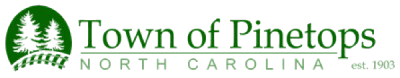 Town of Pinetops
NORTH CAROLINA est. 1903